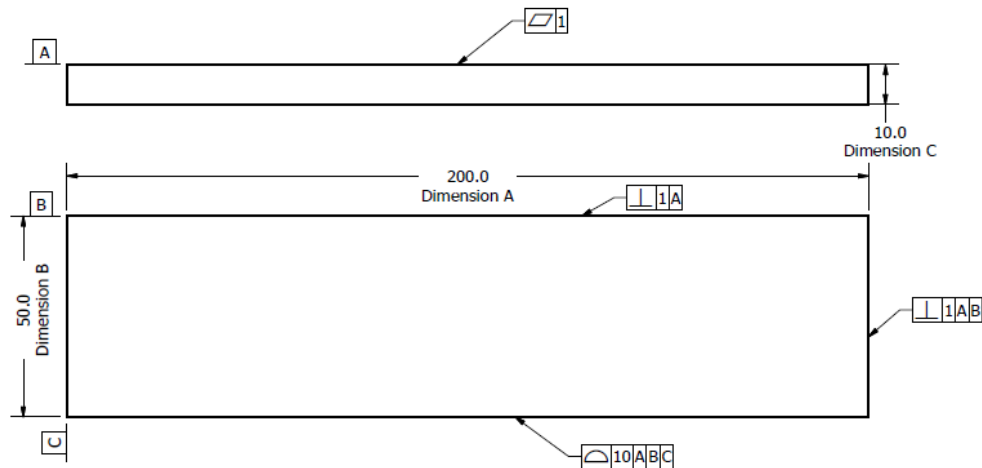 ⏥ 1
A
10.0
Dimension C
200.0
Dimension A
B
⟂ 1 A
50.0
Dimension B
⟂ 1 A B
C
⌓ 10 A B C